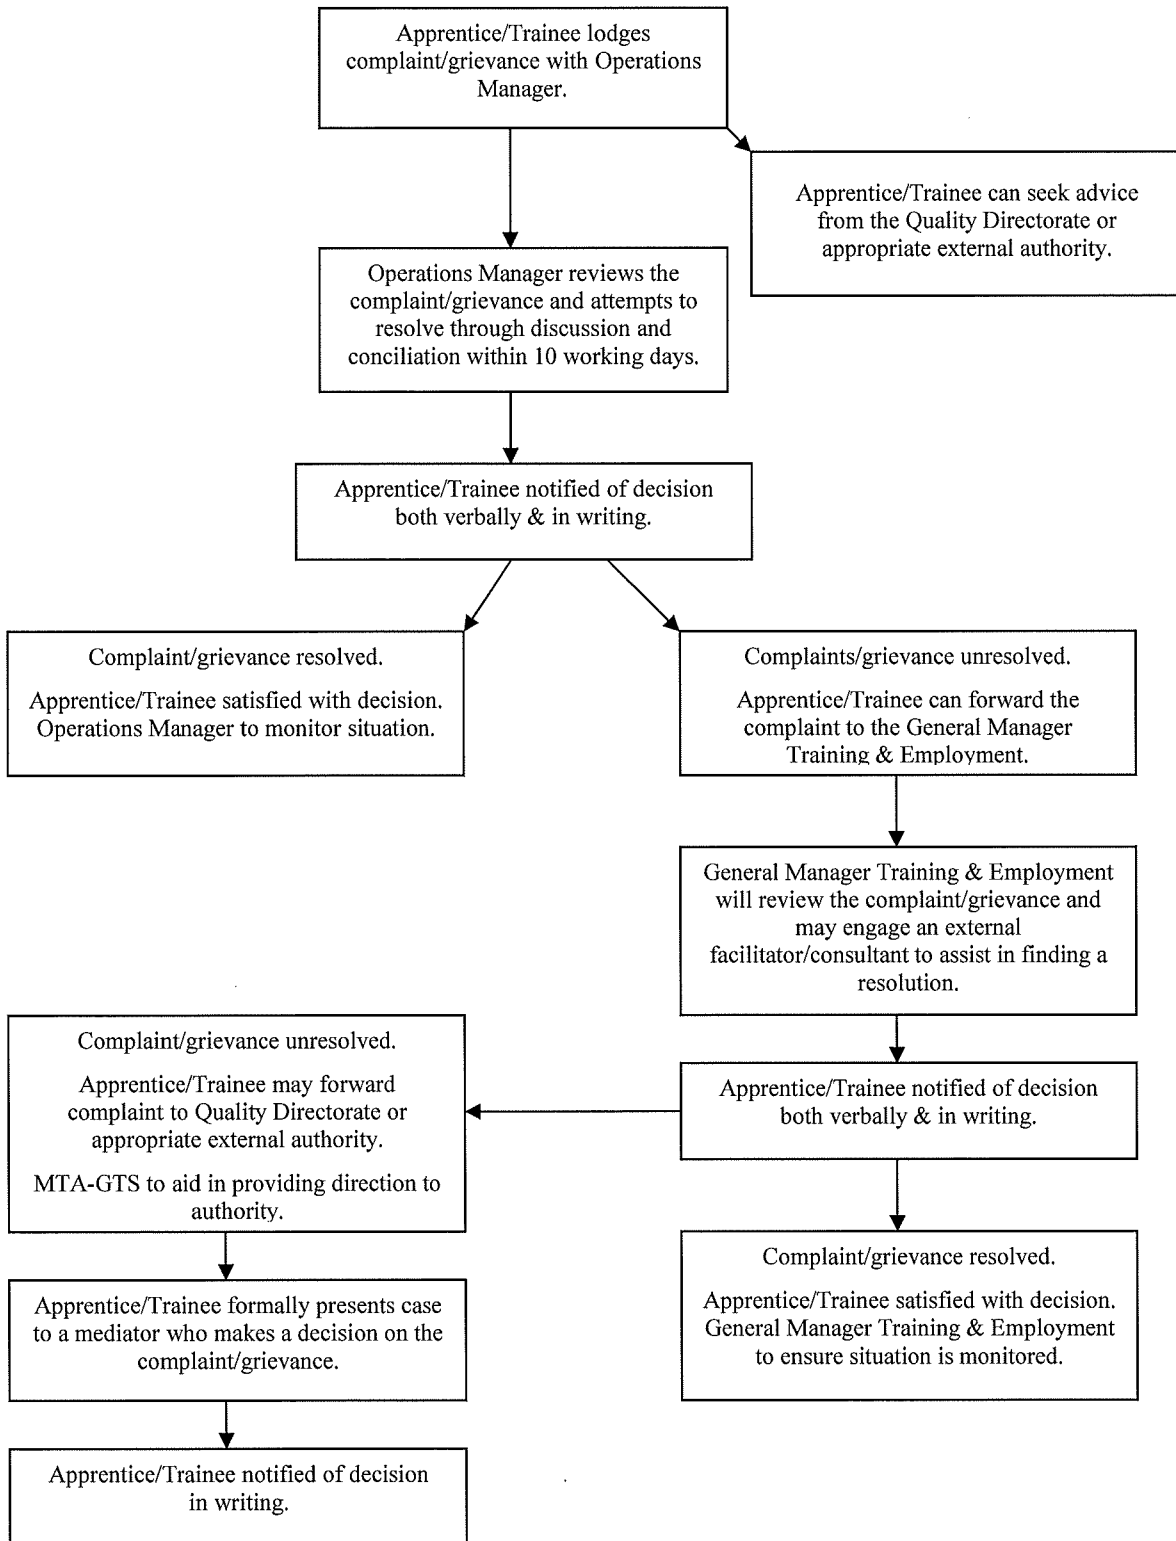 Apprentice/Trainee lodges
complaint/grievance with Operations
Manager.
Apprentice/Trainee can seek advice
from the Quality Directorate or
appropriate external authority.
Operations Manager reviews the
complaint/grievance and attempts to
resolve through discussion and
conciliation within 10 working days.
Apprentice/Trainee notified of decision
both verbally & in writing.
Complaint/grievance resolved.
Apprentice/Trainee satisfied with decision.
Operations Manager to monitor situation.
Complaints/grievance unresolved.
Apprentice/Trainee can forward the
complaint to the General Manager
Training & Employment.
General Manager Training & Employment
will review the complaint/grievance and
may engage an external
facilitator/consultant to assist in finding a
resolution.
Complaint/grievance unresolved.
Apprentice/Trainee may forward
complaint to Quality Directorate or
appropriate external authority.
MTA-GTS to aid in providing direction to
authority.
Apprentice/Trainee notified of decision
both verbally & in writing.
Complaint/grievance resolved.
Apprentice/Trainee satisfied with decision.
General Manager Training & Employment
to ensure situation is monitored.
Apprentice/Trainee formally presents case
to a mediator who makes a decision on the
complaint/grievance.
Apprentice/Trainee notified of decision
in writing.